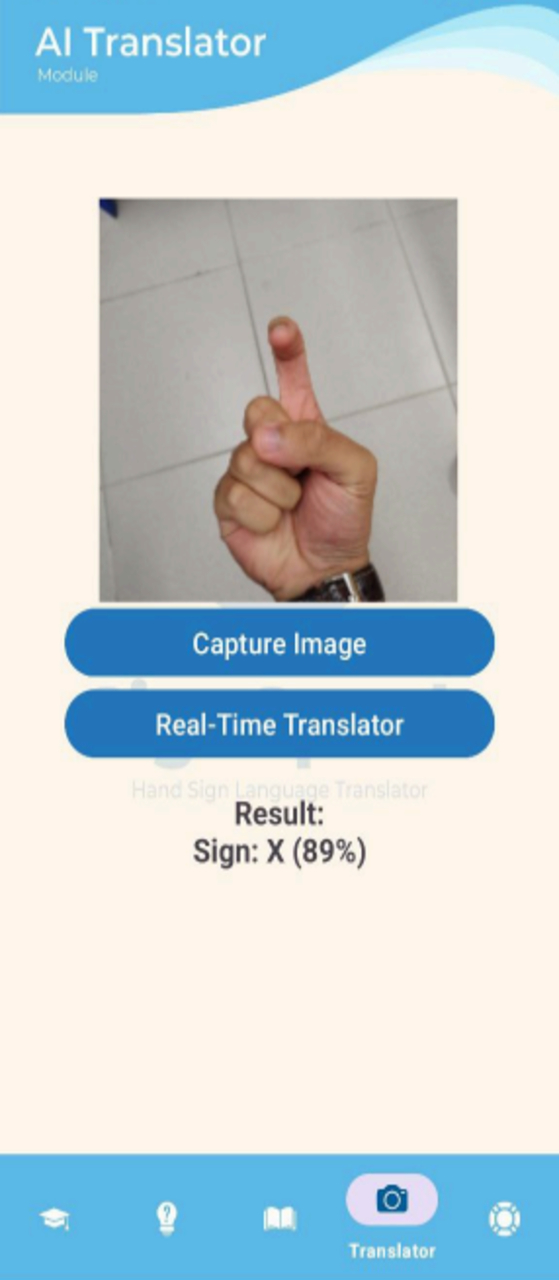 AI Translator
Module
Capture Image
Real-Time Translator
Hand Sign Language Translator
Result:
Sign: X (89%)
Translator